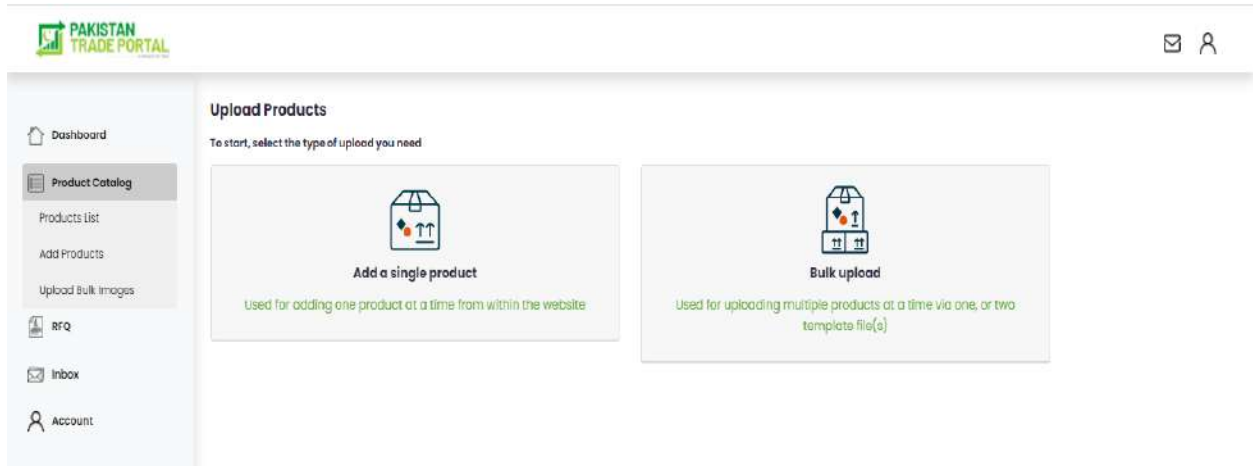 PAKISTAN
TRADE PORTAL
Dashboard
Product Catalog
Products List
Add Products
Upload Bulk Images
RFQ
Inbox
Account
Upload Products
To start, select the type of upload you need
Add a single product
Used for adding one product at a time from within the website
Bulk upload
Used for uploading multiple products at a time via one, or two
template file(s)